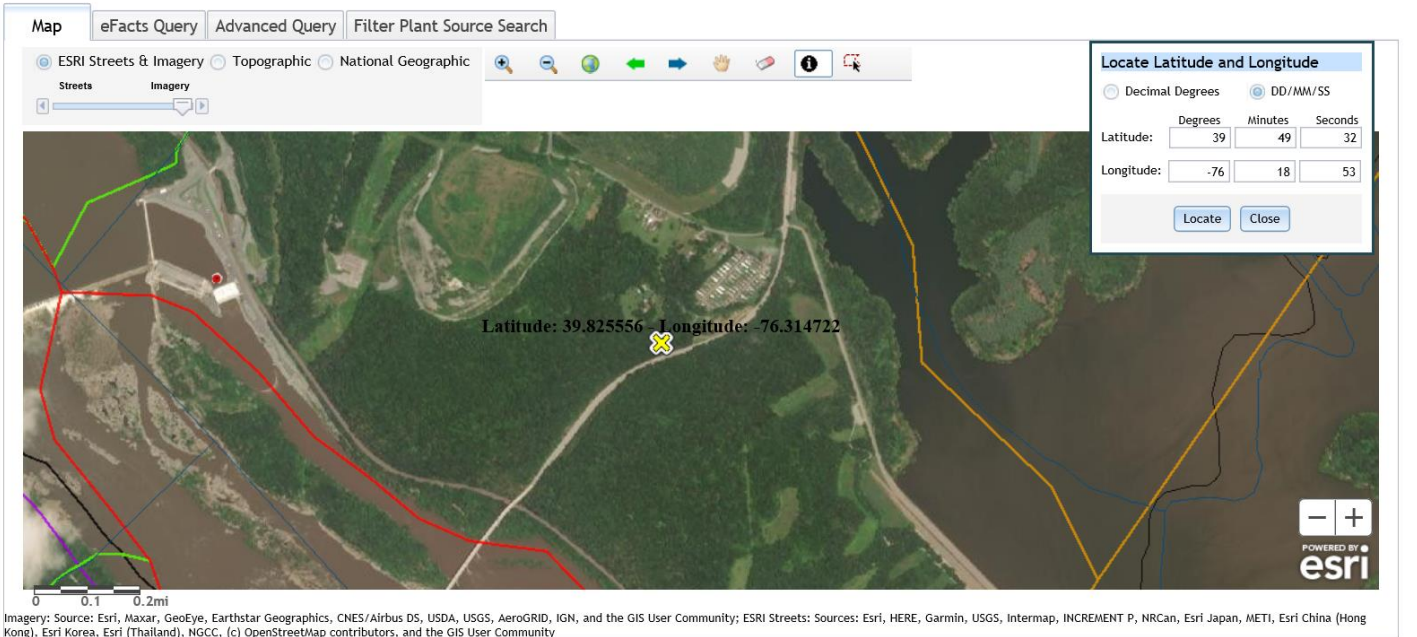 Map eFacts Query Advanced Query Filter Plant Source Search
ESRI Streets & Imagery Topographic National Geographic
Streets Imagery
Locate Latitude and Longitude
Decimal Degrees DD/MM/SS
Degrees Minutes Seconds
Latitude: 39 49 32
Longitude: -76 18 53
Locate Close
Latitude: 39.825556 - Longitude: -76.314722
POWERED BY
esri
0 0.1 0.2mi
Imagery: Source: Esri, Maxar, GeoEye, Earthstar Geographics, CNES/Airbus DS, USDA, USGS, AeroGRID, IGN, and the GIS User Community; ESRI Streets: Sources: Esri, HERE, Garmin, USGS, Intermap, INCREMENT P, NRCan, Esri Japan, METI, Esri China (Hong
Kong), Esri Korea, Esri (Thailand), NGCC, (c) OpenStreetMap contributors, and the GIS User Community